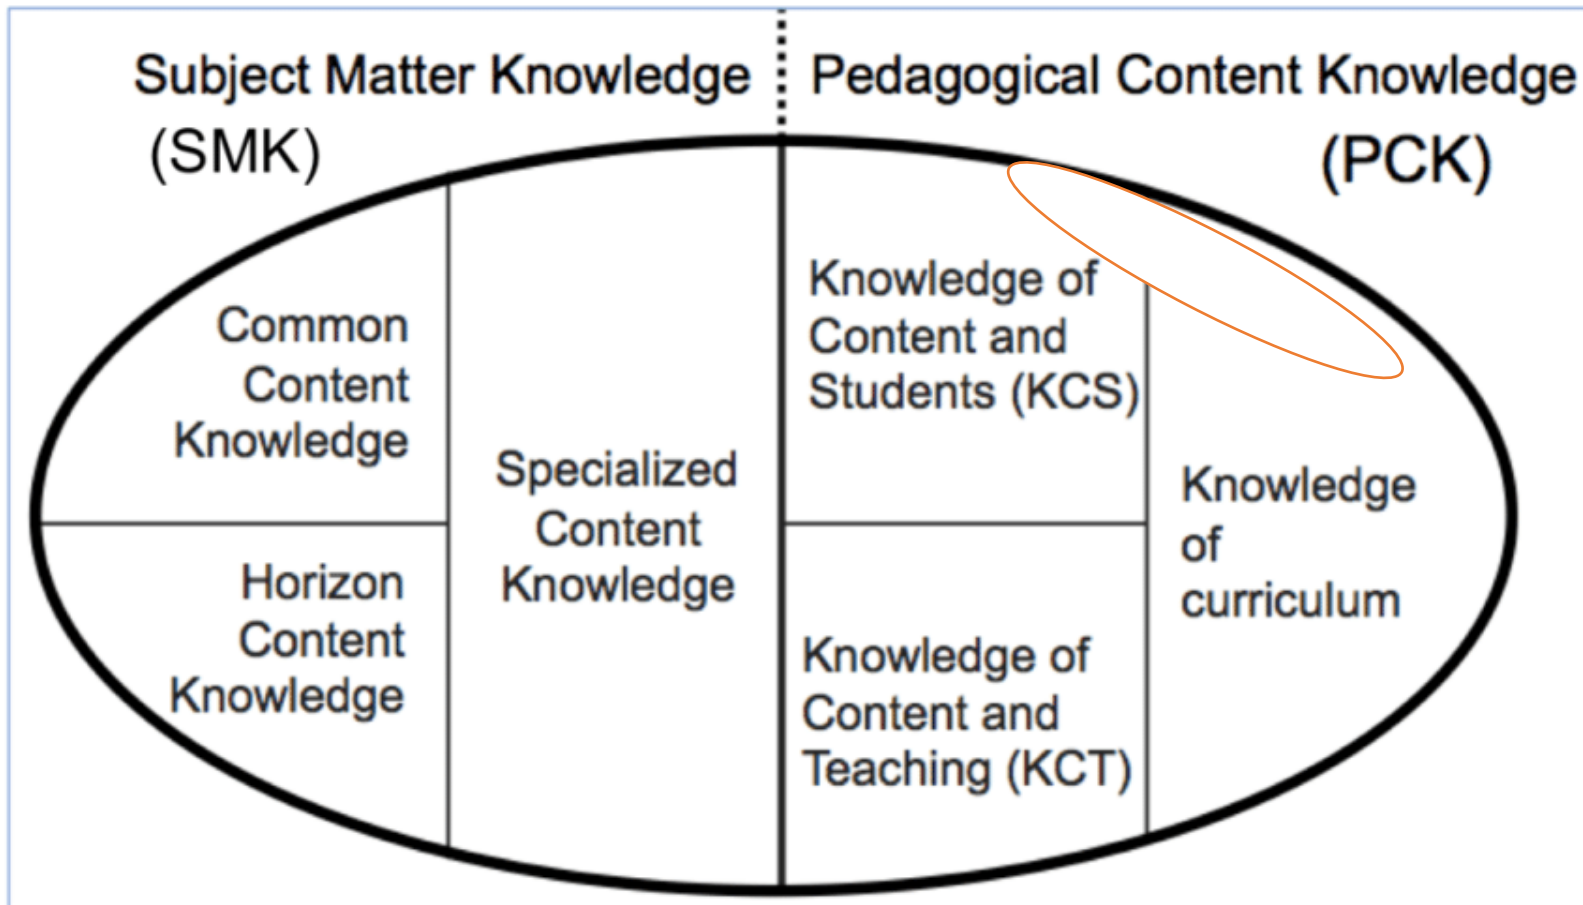 Subject Matter Knowledge
(SMK)
Pedagogical Content Knowledge
(PCK)
Common
Content
Knowledge
Horizon
Content
Knowledge
Specialized
Content
Knowledge
Knowledge of
Content and
Students (KCS)
Knowledge of
Content and
Teaching (KCT)
Knowledge
of
curriculum